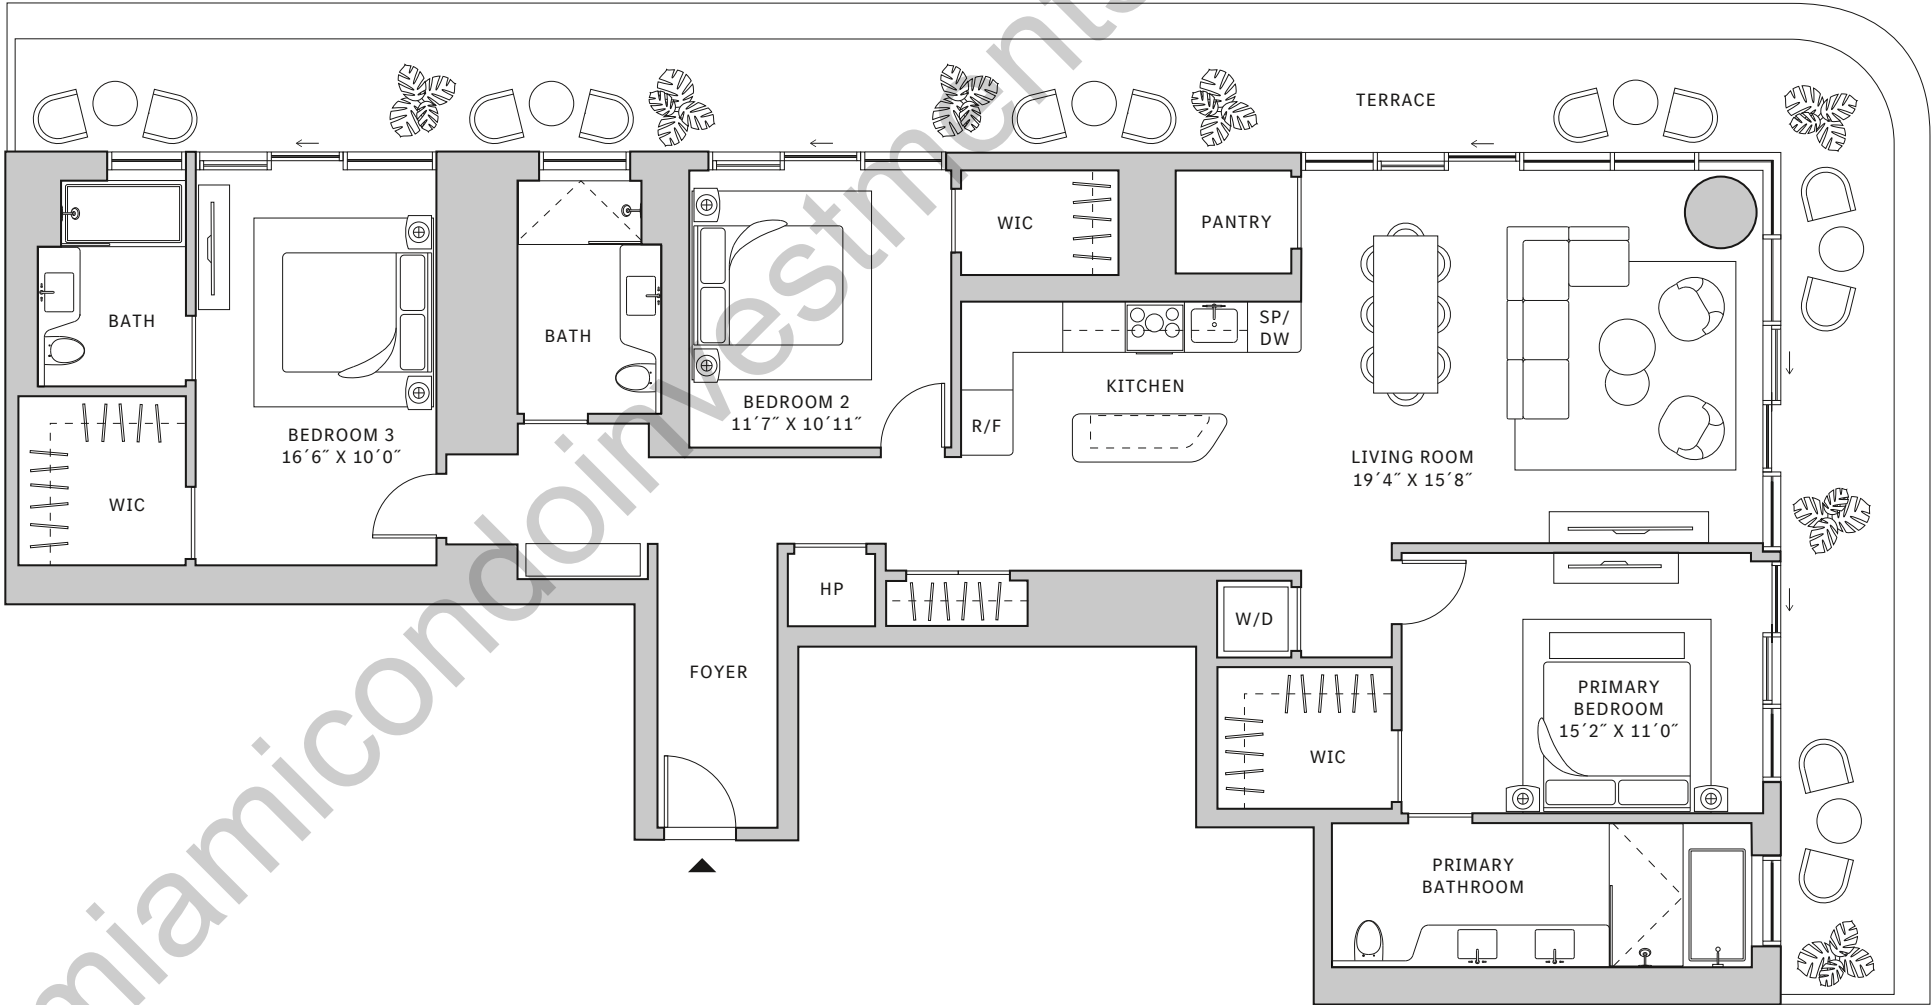 TERRACE
WIC
PANTRY
BATH
BATH
SP/
DW
KITCHEN
BEDROOM 2
11´7˝ X 10´11˝
R/F
BEDROOM 3
16´6˝ X 10´0˝
LIVING ROOM
19´4˝ X 15´8˝
WIC
HP
W/D
FOYER
PRIMARY
BEDROOM
15´2˝ X 11´0˝
WIC
PRIMARY
BATHROOM
miamicondoinvestments